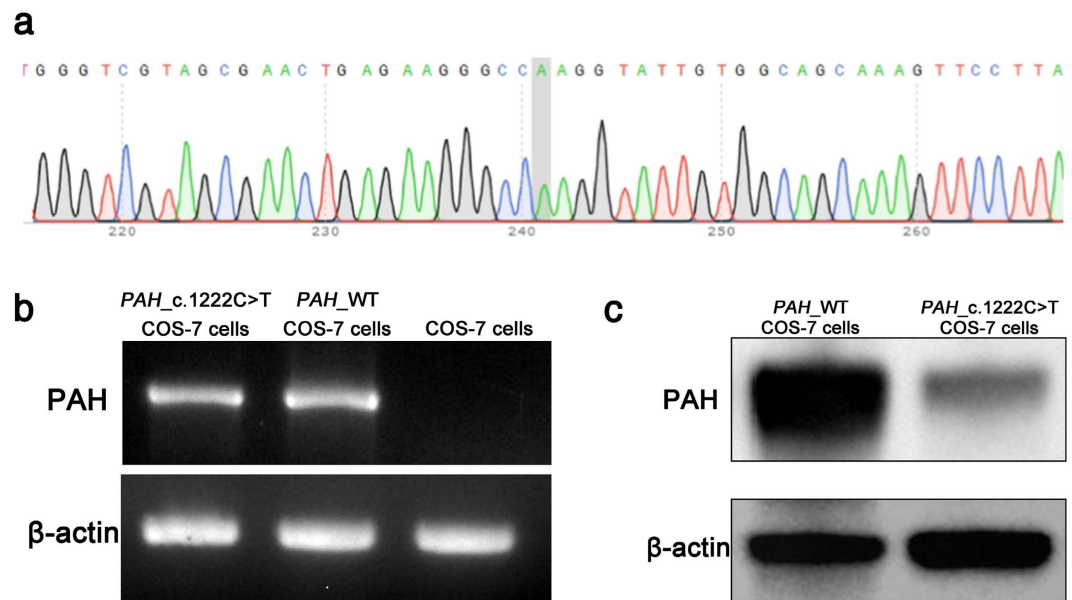 a
T G G G T C G T A G C G A A C T G A G A A G G G C C A A G G T A T T G T G G C A G C A A A G T T C C T T A
220 230 240 250 260
b
PAH_c.1222C>T PAH_WT
COS-7 cells COS-7 cells COS-7 cells
PAH
β-actin
c
PAH_WT PAH_c.1222C>T
COS-7 cells COS-7 cells
PAH
β-actin